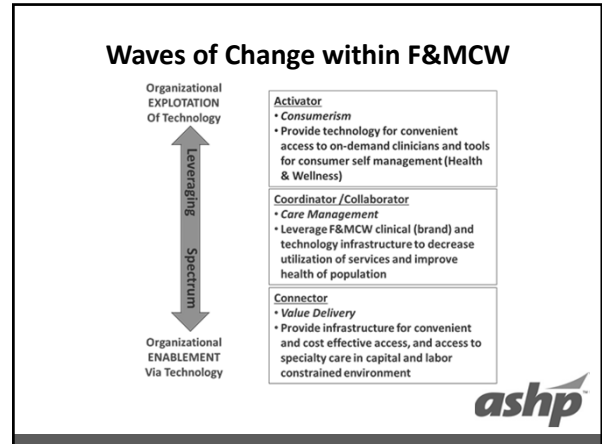 Waves of Change within F&MCW
Organizational
EXPLOTATION
Of Technology
Leveraging
Spectrum
Organizational
ENABLEMENT
Via Technology
Activator
• Consumerism
• Provide technology for convenient
access to on-demand clinicians and tools
for consumer self management (Health
& Wellness)
Coordinator /Collaborator
• Care Management
• Leverage F&MCW clinical (brand) and
technology infrastructure to decrease
utilization of services and improve
health of population
Connector
• Value Delivery
• Provide infrastructure for convenient
and cost effective access, and access to
specialty care in capital and labor
constrained environment
ashp™